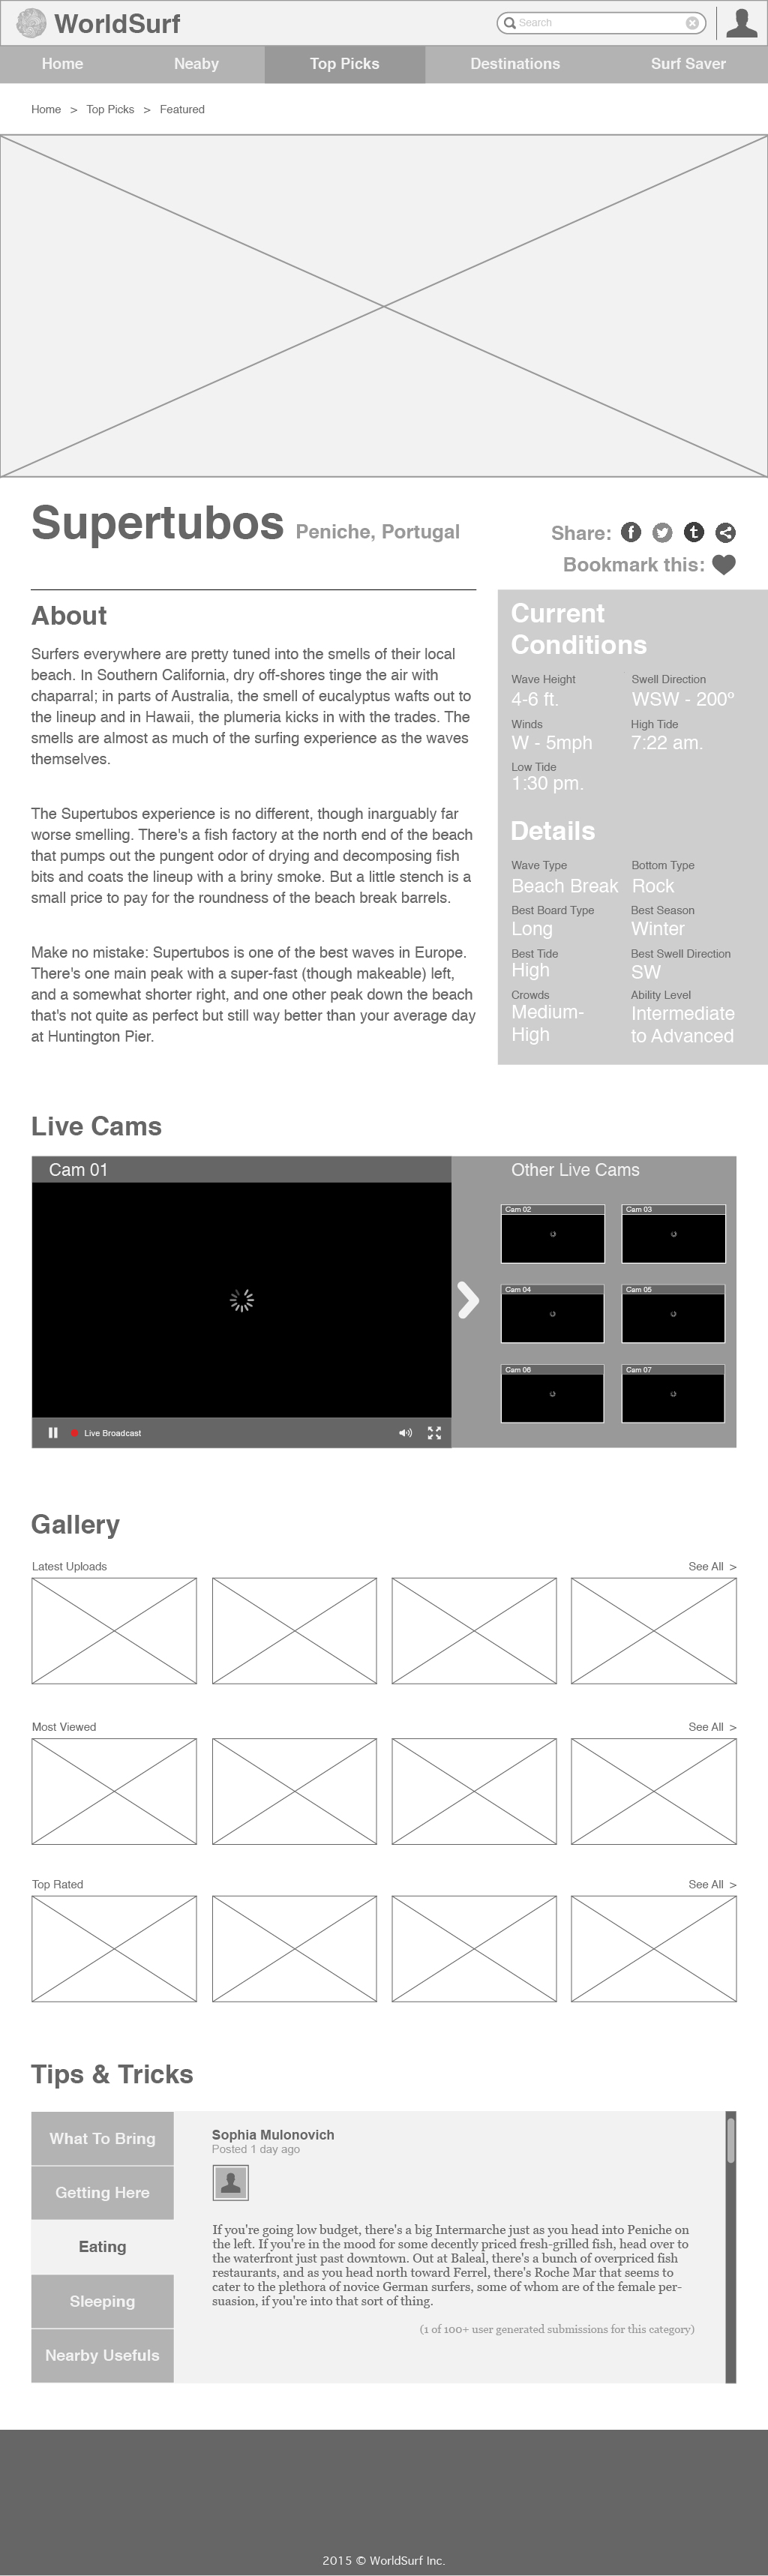 WorldSurf
Search
Home
Neaby
Top Picks
Destinations
Surf Saver
Home > Top Picks > Featured
Supertubos Peniche, Portugal
Share:
Bookmark this:
About
Surfers everywhere are pretty tuned into the smells of their local
beach. In Southern California, dry off-shores tinge the air with
chaparral; in parts of Australia, the smell of eucalyptus wafts out to
the lineup and in Hawaii, the plumeria kicks in with the trades. The
smells are almost as much of the surfing experience as the waves
themselves.
The Supertubos experience is no different, though inarguably far
worse smelling. There's a fish factory at the north end of the beach
that pumps out the pungent odor of drying and decomposing fish
bits and coats the lineup with a briny smoke. But a little stench is a
small price to pay for the roundness of the beach break barrels.
Make no mistake: Supertubos is one of the best waves in Europe.
There's one main peak with a super-fast (though makeable) left,
and a somewhat shorter right, and one other peak down the beach
that's not quite as perfect but still way better than your average day
at Huntington Pier.
Current
Conditions
Wave Height
4-6 ft.
Swell Direction
WSW - 200º
Winds
W - 5mph
High Tide
7:22 am.
Low Tide
1:30 pm.
Details
Wave Type
Beach Break
Bottom Type
Rock
Best Board Type
Long
Best Season
Winter
Best Tide
High
Best Swell Direction
SW
Crowds
Medium-
High
Ability Level
Intermediate
to Advanced
Live Cams
Cam 01
Live Broadcast
Other Live Cams
Cam 02
Cam 03
Cam 04
Cam 05
Cam 06
Cam 07
Gallery
Latest Uploads
See All >
Most Viewed
See All >
Top Rated
See All >
Tips & Tricks
What To Bring
Getting Here
Eating
Sleeping
Nearby Usefuls
Sophia Mulonovich
Posted 1 day ago
If you're going low budget, there's a big Intermarche just as you head into Peniche on
the left. If you're in the mood for some decently priced fresh-grilled fish, head over to
the waterfront just past downtown. Out at Baleal, there's a bunch of overpriced fish
restaurants, and as you head north toward Ferrel, there's Roche Mar that seems to
cater to the plethora of novice German surfers, some of whom are of the female per-
suasion, if you're into that sort of thing.
(1 of 100+ user generated submissions for this category)
2015 © WorldSurf Inc.